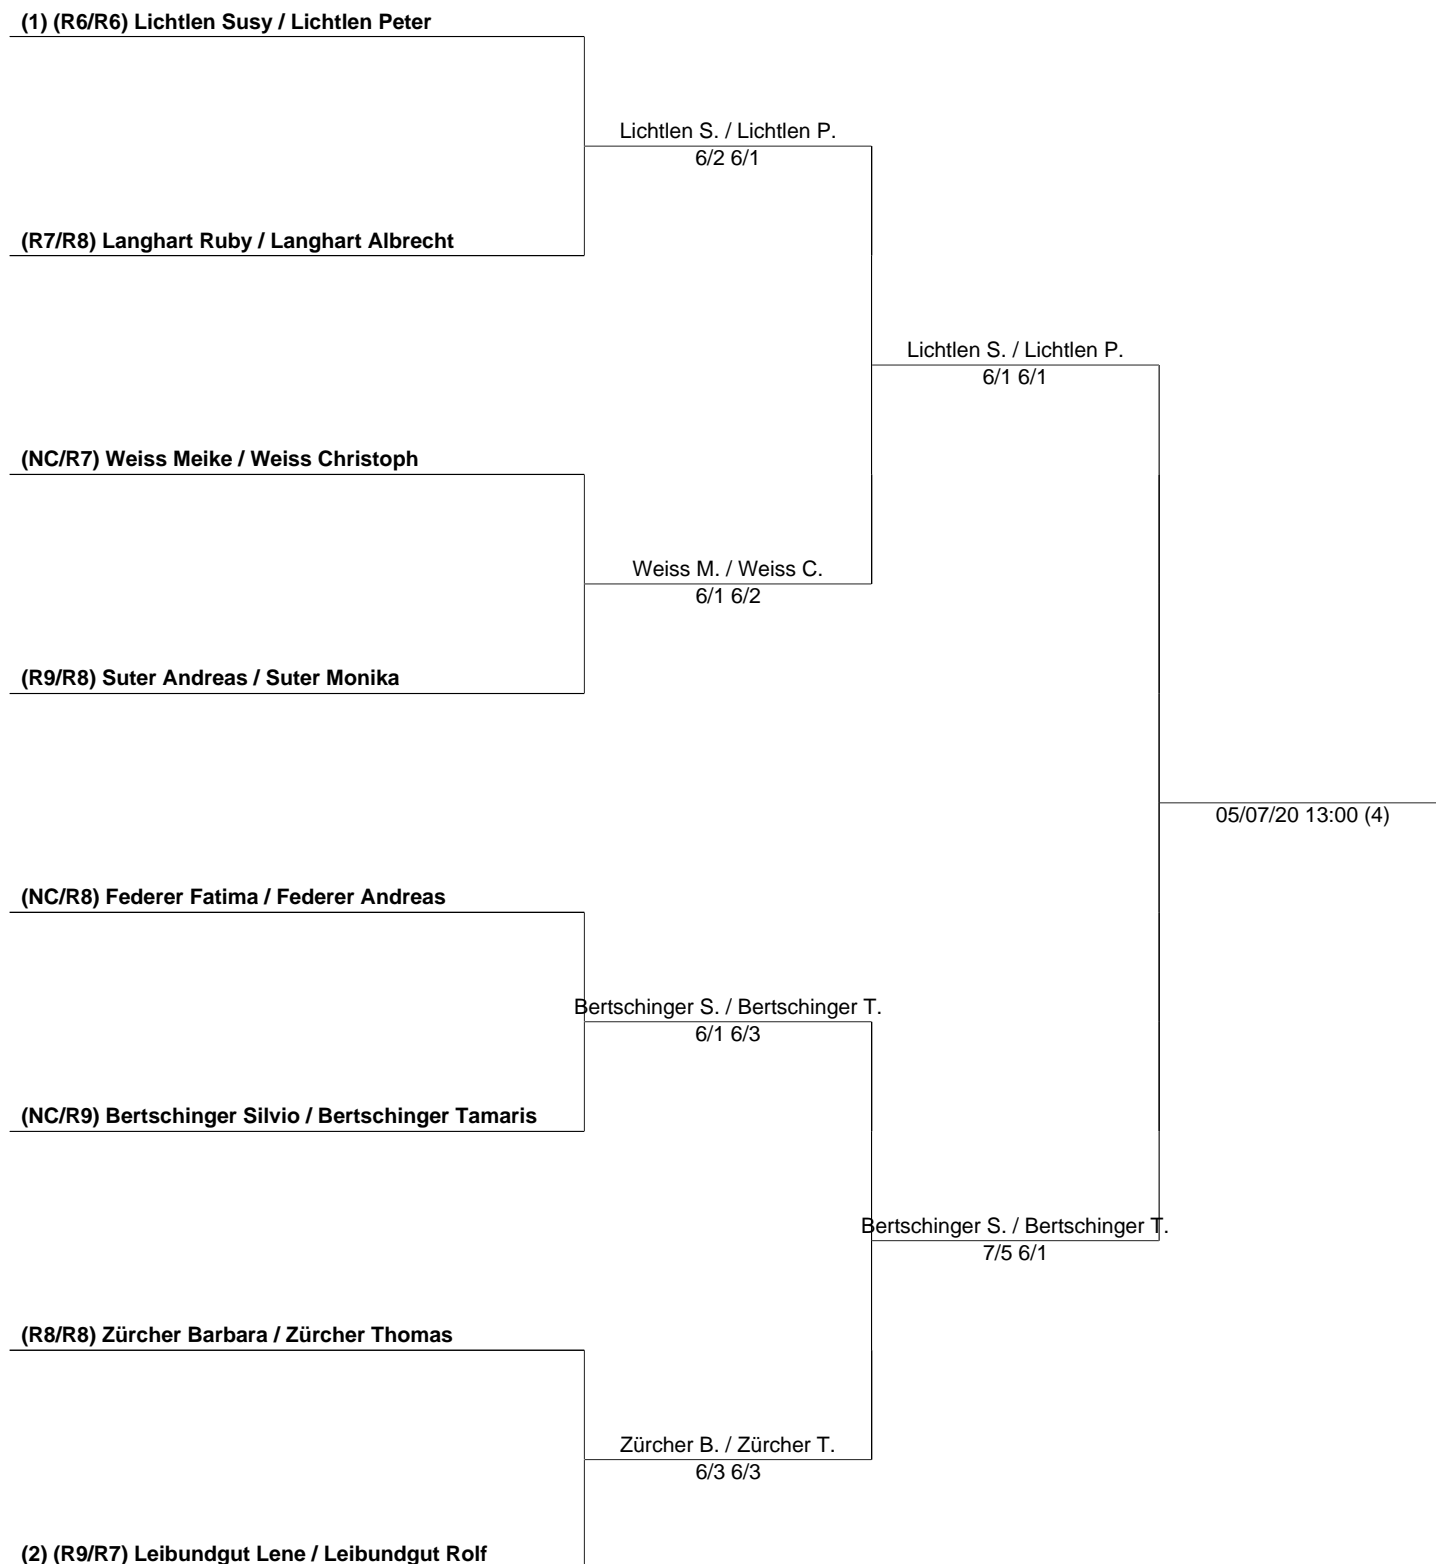 (1) (R6/R6) Lichtlen Susy / Lichtlen Peter
Lichtlen S. / Lichtlen P.
6/2 6/1
(R7/R8) Langhart Ruby / Langhart Albrecht
Lichtlen S. / Lichtlen P.
6/1 6/1
(NC/R7) Weiss Meike / Weiss Christoph
Weiss M. / Weiss C.
6/1 6/2
(R9/R8) Suter Andreas / Suter Monika
05/07/20 13:00 (4)
(NC/R8) Federer Fatima / Federer Andreas
Bertschinger S. / Bertschinger T.
6/1 6/3
(NC/R9) Bertschinger Silvio / Bertschinger Tamaris
Bertschinger S. / Bertschinger T.
7/5 6/1
(R8/R8) Zürcher Barbara / Zürcher Thomas
Zürcher B. / Zürcher T.
6/3 6/3
(2) (R9/R7) Leibundgut Lene / Leibundgut Rolf